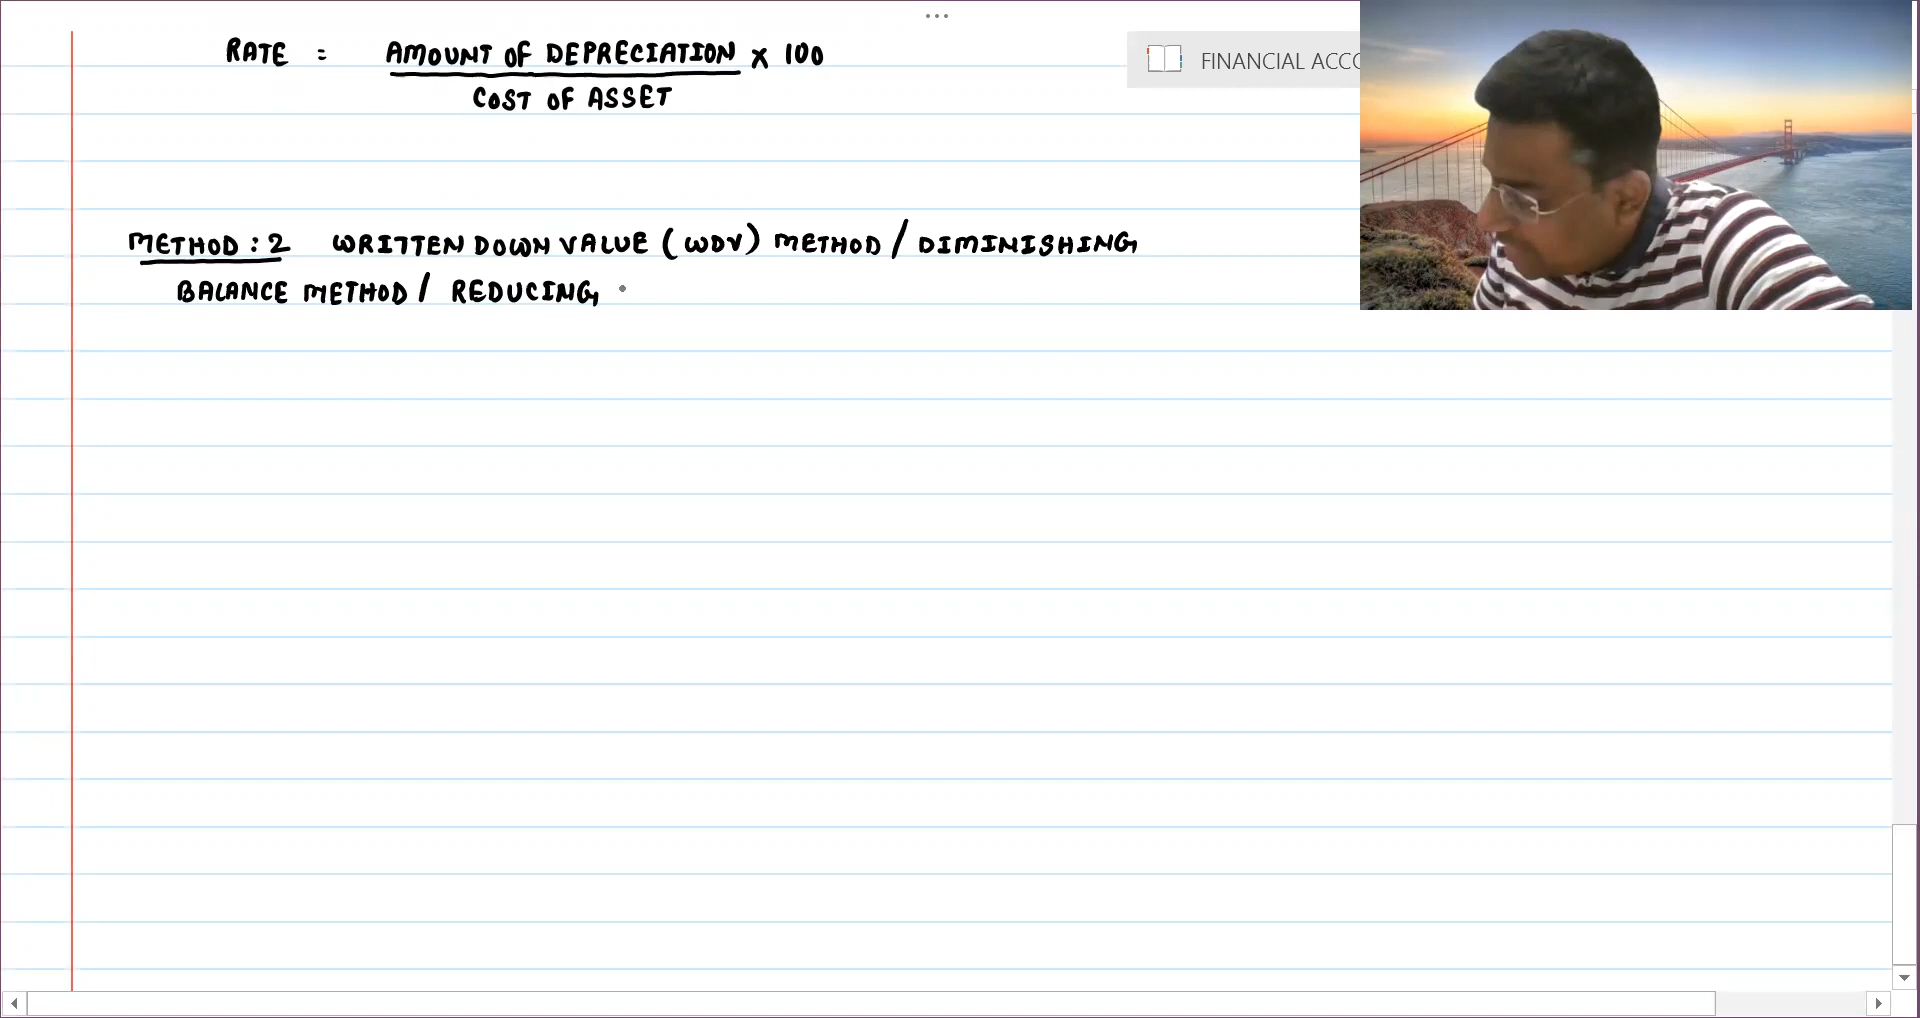 RATE = AMOUNT OF DEPRECIATION x 100
COST OF ASSET
FINANCIAL ACCO
METHOD : 2 WRITTEN DOWN VALUE (WDV) METHOD / DIMINISHING
BALANCE METHOD / REDUCING